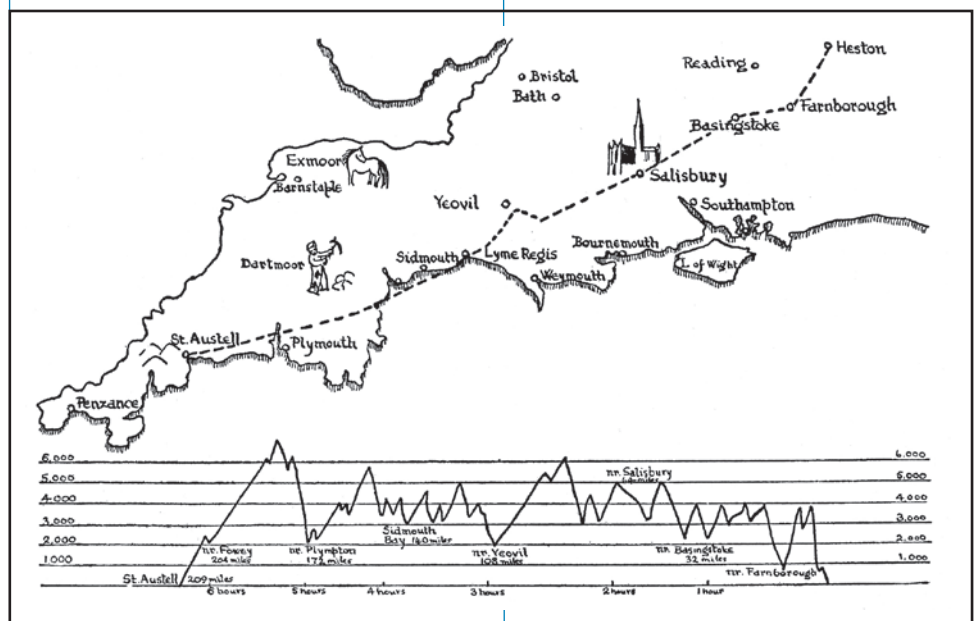 Heston
Reading
Bristol
Bath
Farnborough
Basingstoke
Exmoor
Barnstaple
Salisbury
Yeovil
Southampton
Dartmoor
Sidmouth
Lyme Regis
Bournemouth
I. of Wight
Weymouth
St. Austell
Plymouth
Penzance
6,000
5,000
4,000
3,000
2,000
1,000
6,000
5,000
4,000
3,000
2,000
1,000
nr. Salisbury
miles
Sidmouth
Bay 140 miles
nr. Fowey
204 miles
nr. Plympton
172 miles
nr. Yeovil
108 miles
nr. Basingstoke
32 miles
nr. Farnborough
St. Austell 209 miles
6 hours
5 hours
4 hours
3 hours
2 hours
1 hour